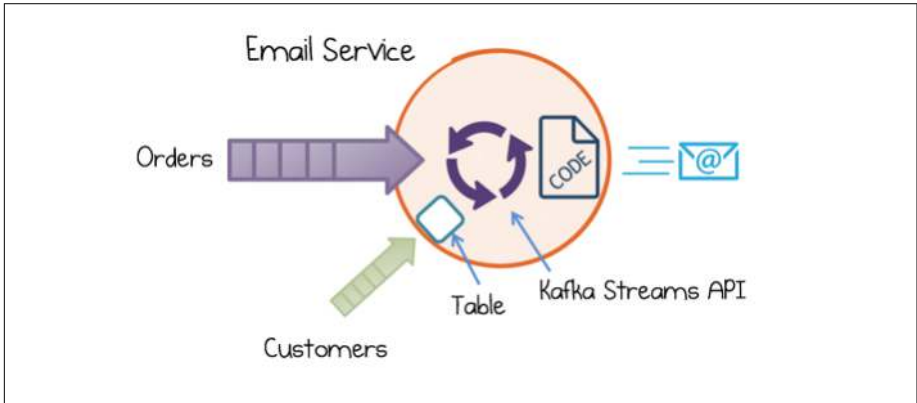 Email Service
Orders
CODE
@
Table
Kafka Streams API
Customers